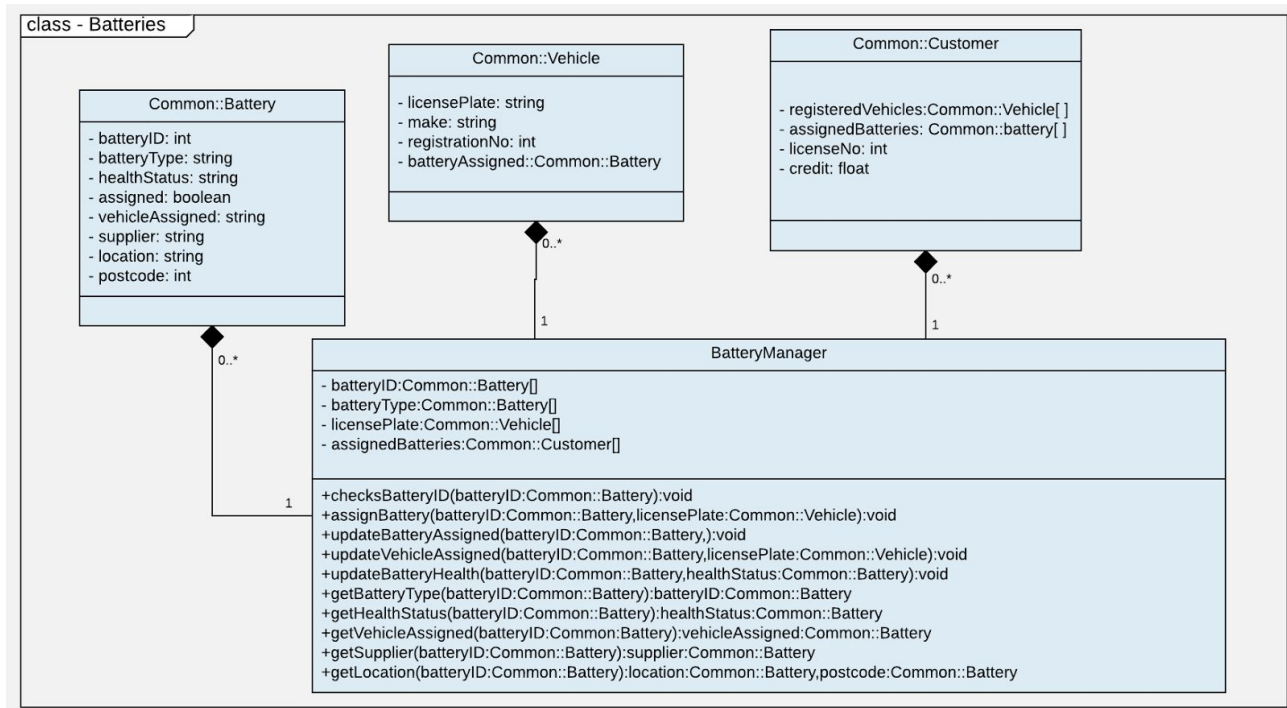 class - Batteries
Common::Battery
- batteryID: int
- batteryType: string
- healthStatus: string
- assigned: boolean
- vehicleAssigned: string
- supplier: string
- location: string
- postcode: int
Common::Vehicle
- licensePlate: string
- make: string
- registrationNo: int
- batteryAssigned::Common::Battery
Common::Customer
- registeredVehicles:Common::Vehicle[ ]
- assignedBatteries: Common::battery[ ]
- licenseNo: int
- credit: float
0..*
1
0..*
1
0..*
1
BatteryManager
- batteryID:Common::Battery[]
- batteryType:Common::Battery[]
- licensePlate:Common::Vehicle[]
- assignedBatteries:Common::Customer[]
+checksBatteryID(batteryID:Common::Battery):void
+assignBattery(batteryID:Common::Battery,licensePlate:Common::Vehicle):void
+updateBatteryAssigned(batteryID:Common::Battery,):void
+updateVehicleAssigned(batteryID:Common::Battery,licensePlate:Common::Vehicle):void
+updateBatteryHealth(batteryID:Common::Battery,healthStatus:Common::Battery):void
+getBatteryType(batteryID:Common::Battery):batteryID:Common::Battery
+getHealthStatus(batteryID:Common::Battery):healthStatus:Common::Battery
+getVehicleAssigned(batteryID:Common:Battery):vehicleAssigned:Common::Battery
+getSupplier(batteryID:Common::Battery):supplier:Common::Battery
+getLocation(batteryID:Common::Battery):location:Common::Battery,postcode:Common::Battery